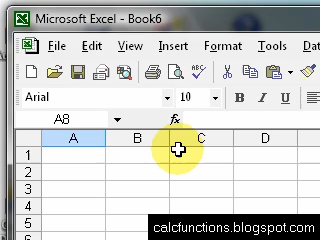 Microsoft Excel - Book6
File Edit View Insert Format Tools
Arial 10 B I U
A8 fx
A B C D
1
2
3
4
5
calcfunctions.blogspot.com